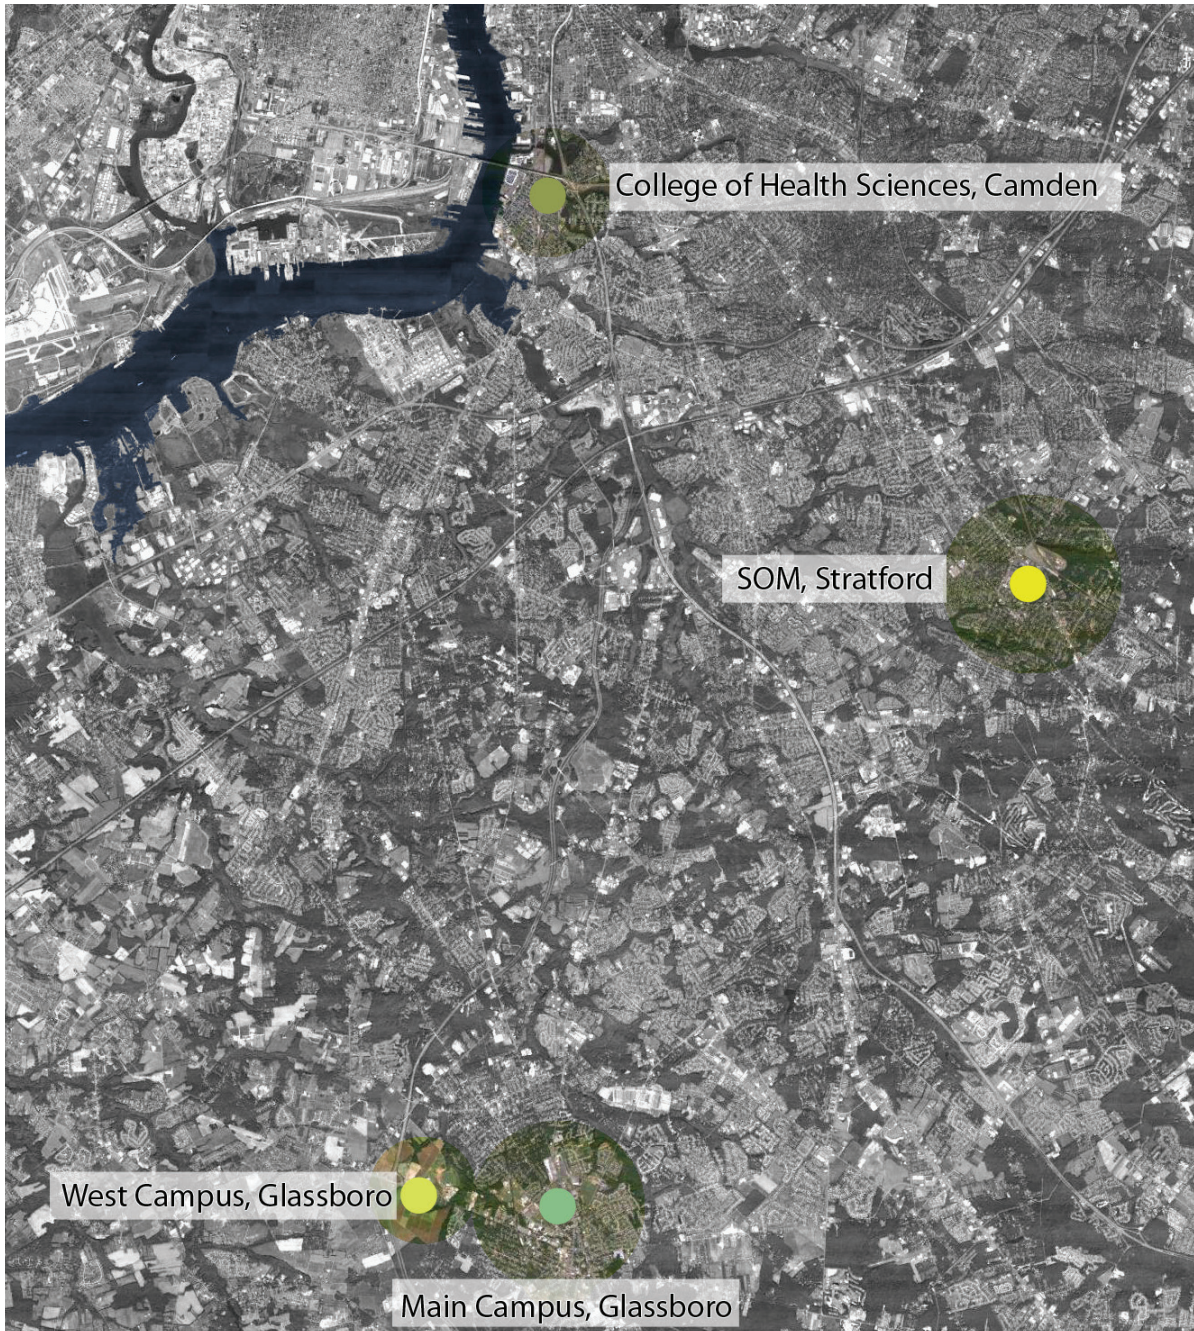 College of Health Sciences, Camden
SOM, Stratford
West Campus, Glassboro
Main Campus, Glassboro